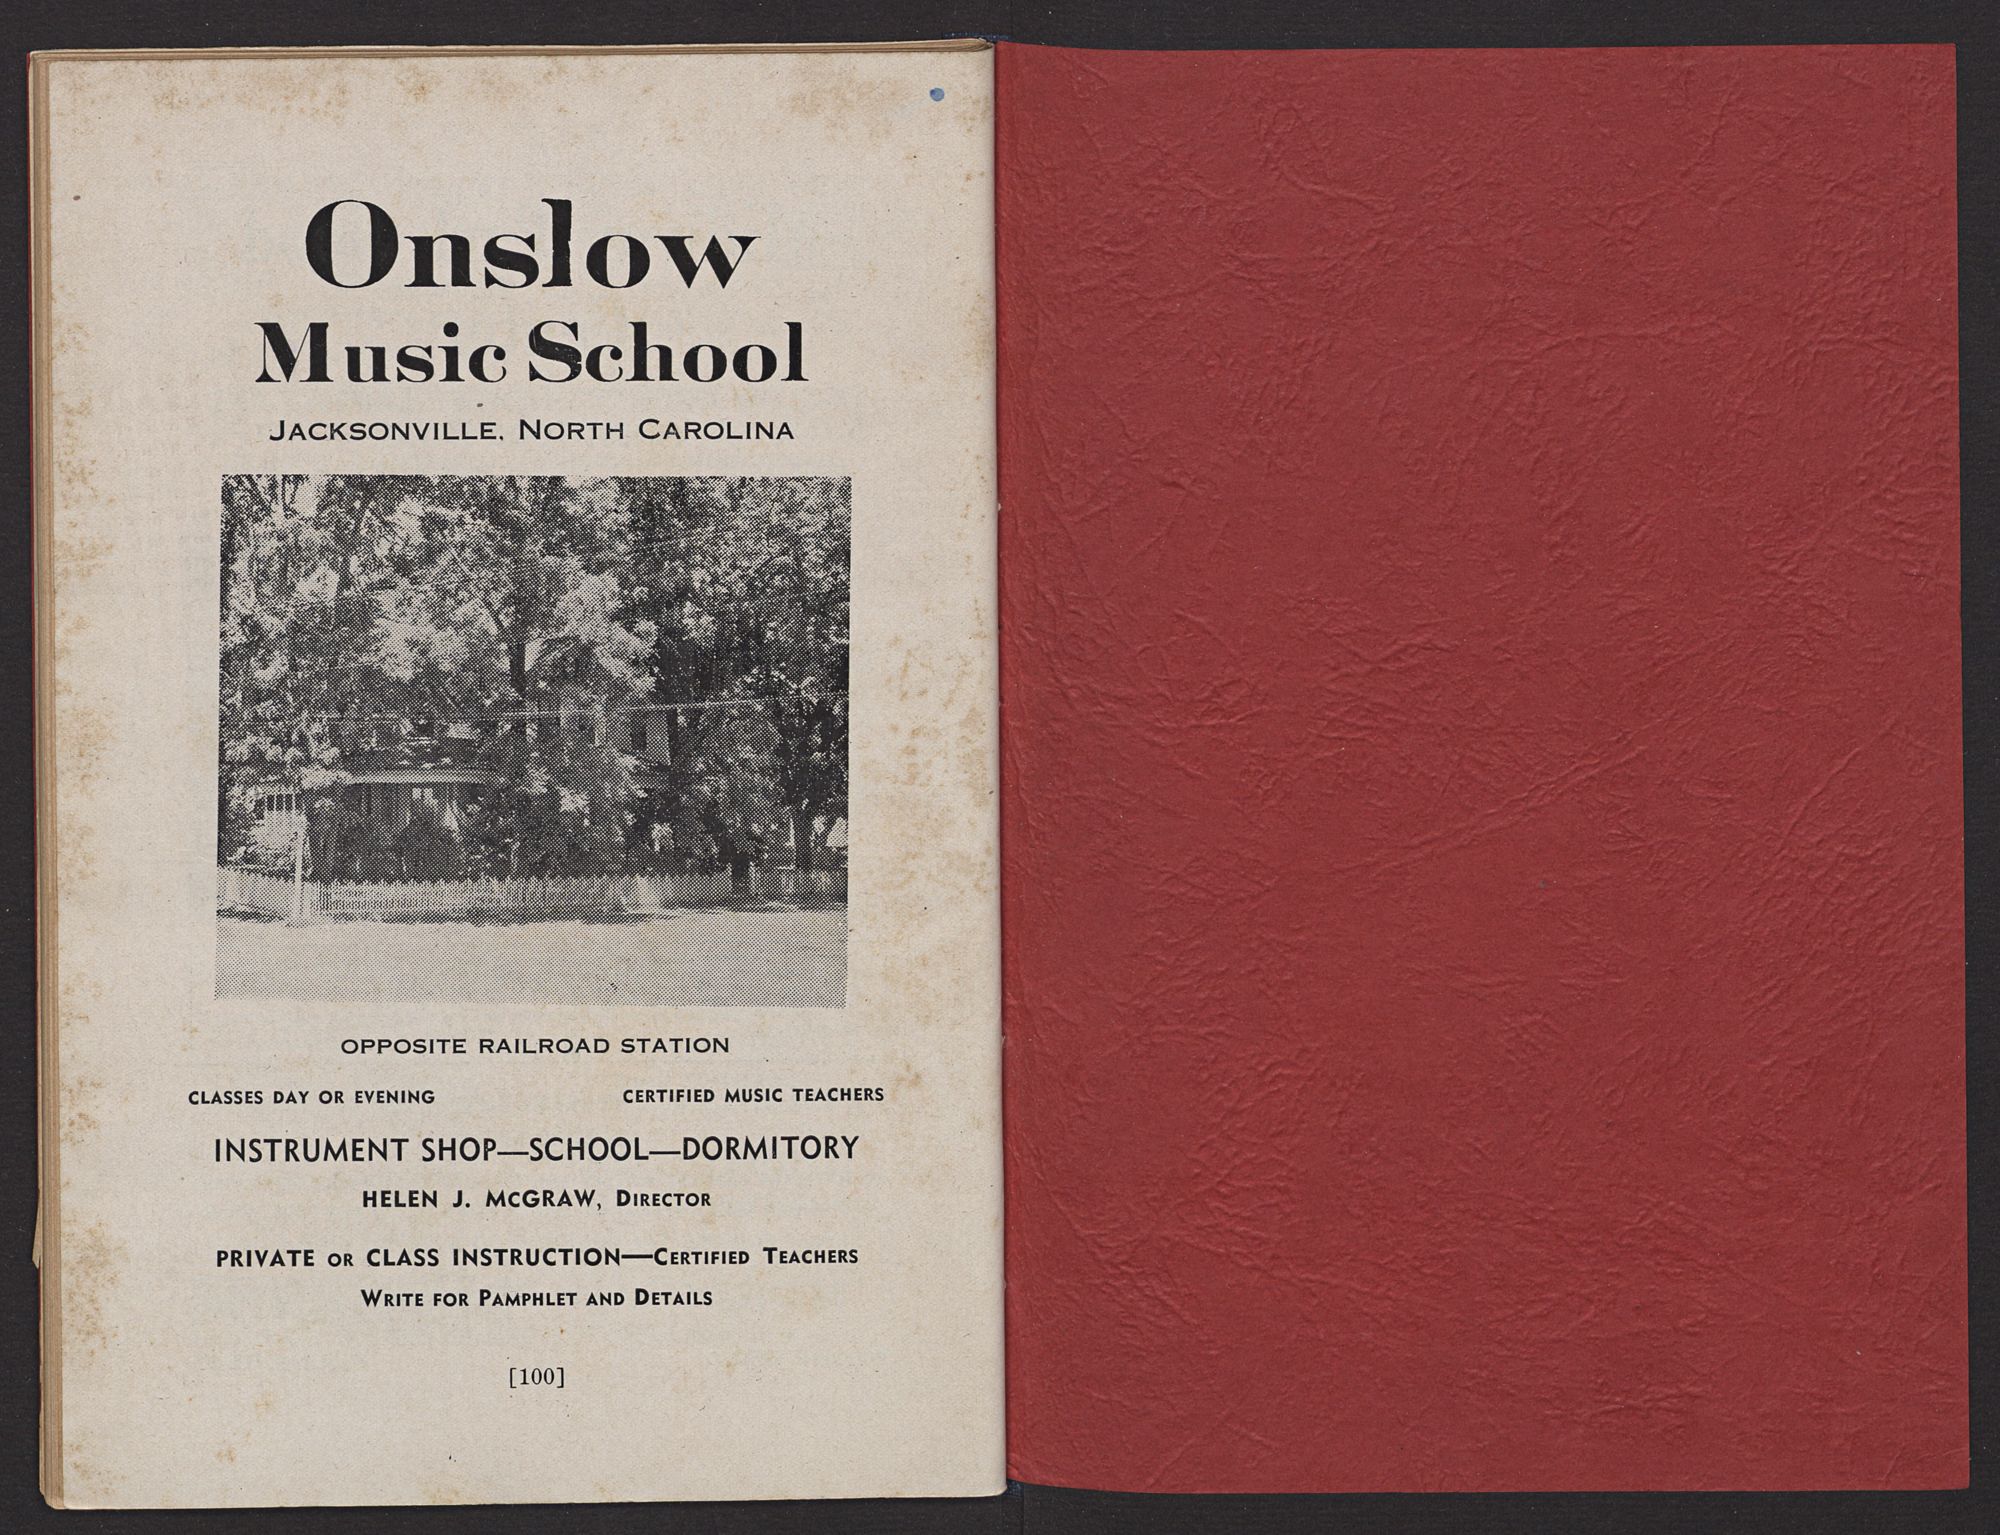 Onslow
Music School
JACKSONVILLE, NORTH CAROLINA
OPPOSITE RAILROAD STATION
CLASSES DAY OR EVENING CERTIFIED MUSIC TEACHERS
INSTRUMENT SHOP—SCHOOL—DORMITORY
HELEN J. McGRAW, DIRECTOR
PRIVATE OR CLASS INSTRUCTION—CERTIFIED TEACHERS
WRITE FOR PAMPHLET AND DETAILS
[100]